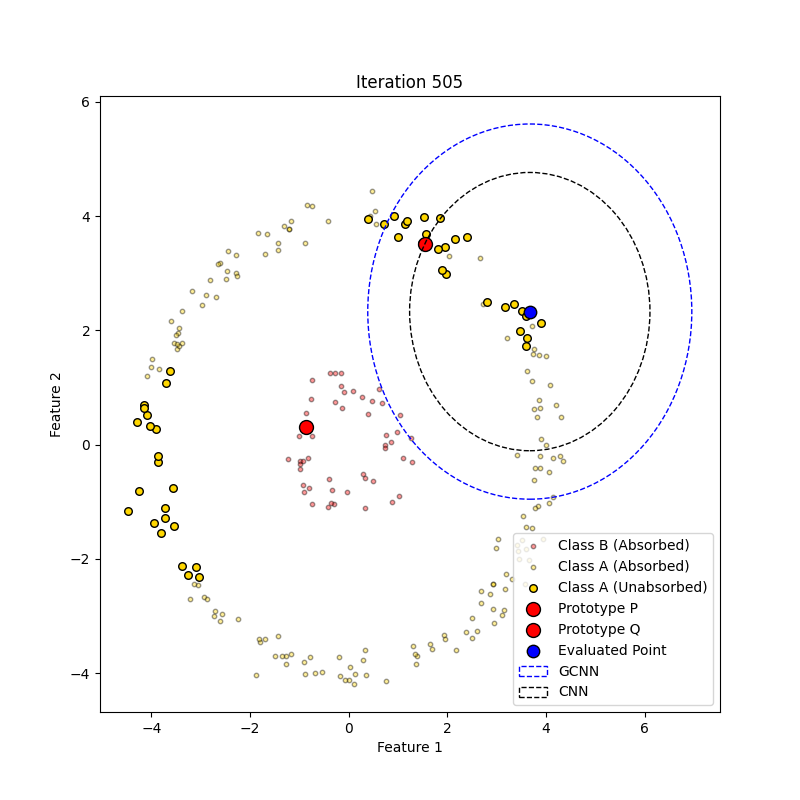 Iteration 505
6
4
2
0
−2
−4
Feature 2
−4
−2
0
2
4
6
Feature 1
Class B (Absorbed)
Class A (Absorbed)
Class A (Unabsorbed)
Prototype P
Prototype Q
Evaluated Point
GCNN
CNN